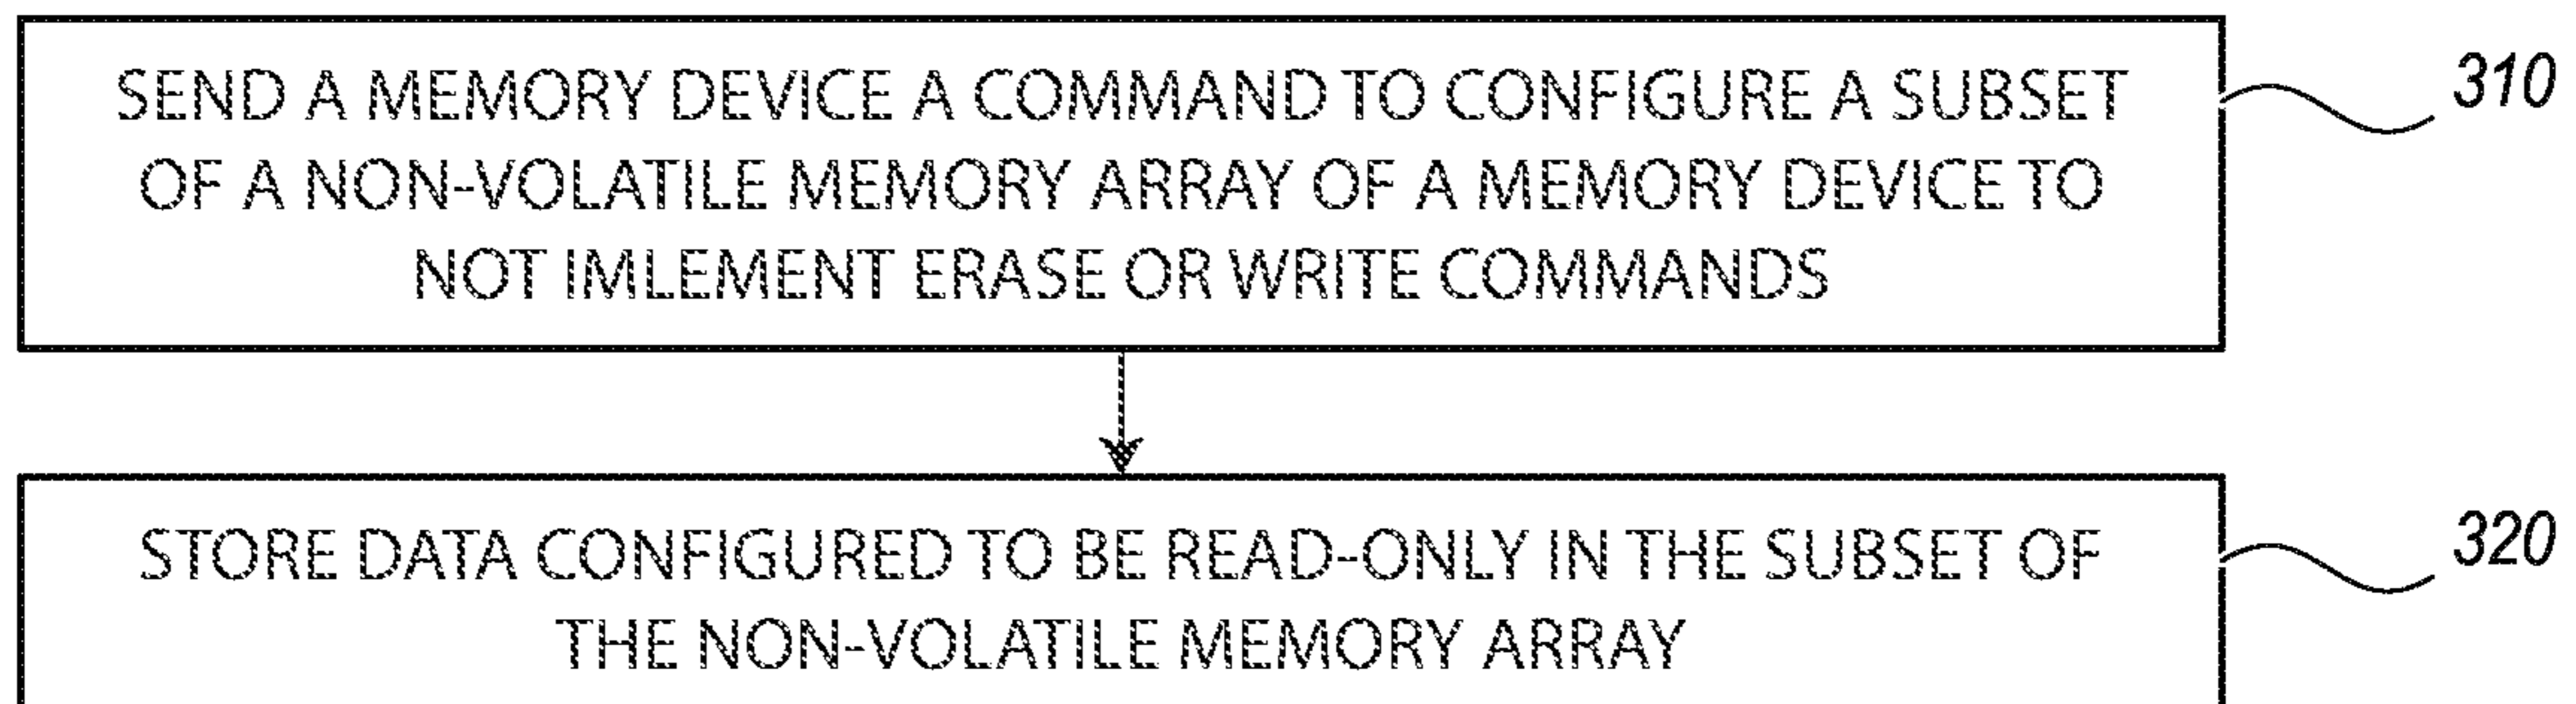 SEND A MEMORY DEVICE A COMMAND TO CONFIGURE A SUBSET
OF A NON-VOLATILE MEMORY ARRAY OF A MEMORY DEVICE TO
NOT IMLEMENT ERASE OR WRITE COMMANDS
310
STORE DATA CONFIGURED TO BE READ-ONLY IN THE SUBSET OF
THE NON-VOLATILE MEMORY ARRAY
320